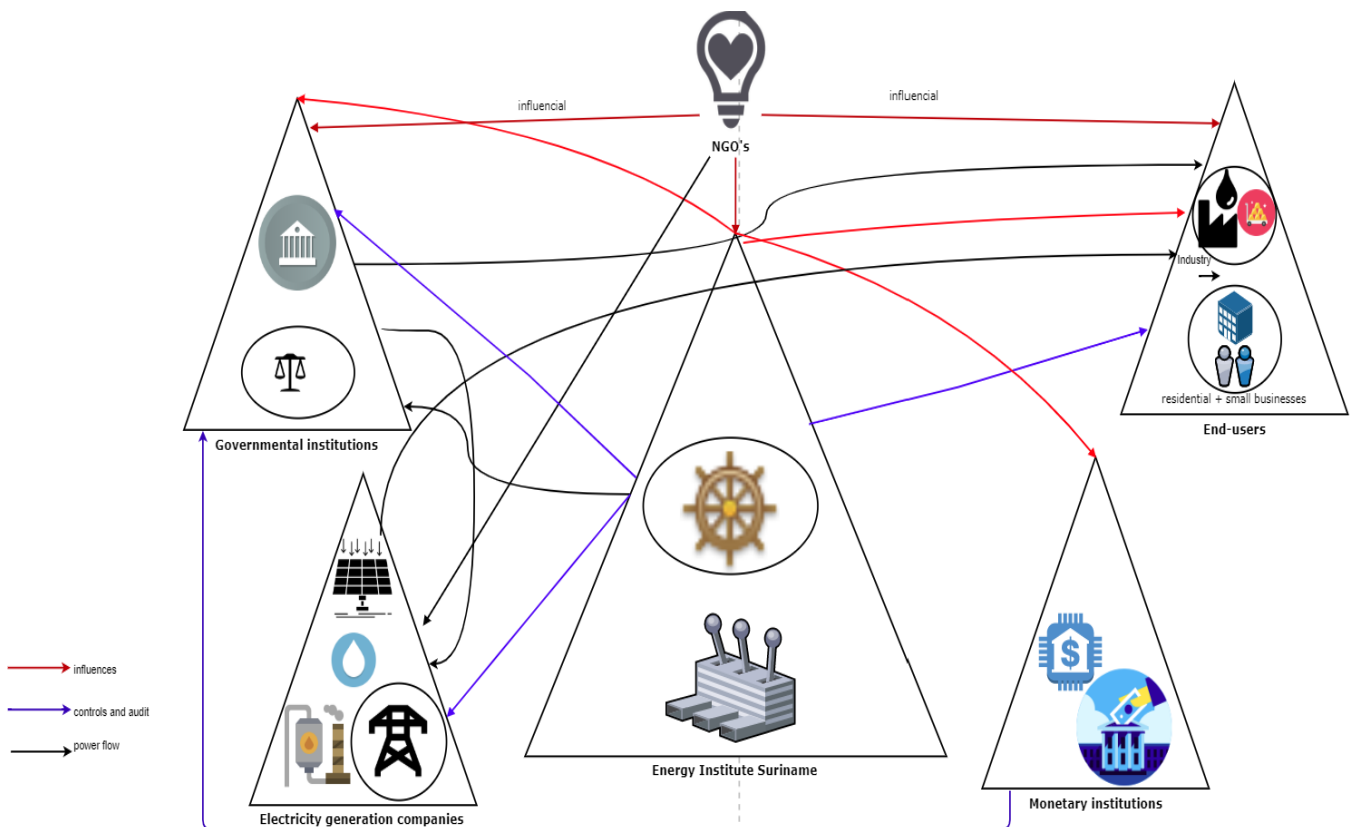 influencial
influencial
NGO's
Industry
residential + small businesses
End-users
Governmental institutions
$
influences
controls and audit
power flow
Energy Institute Suriname
Monetary institutions
Electricity generation companies